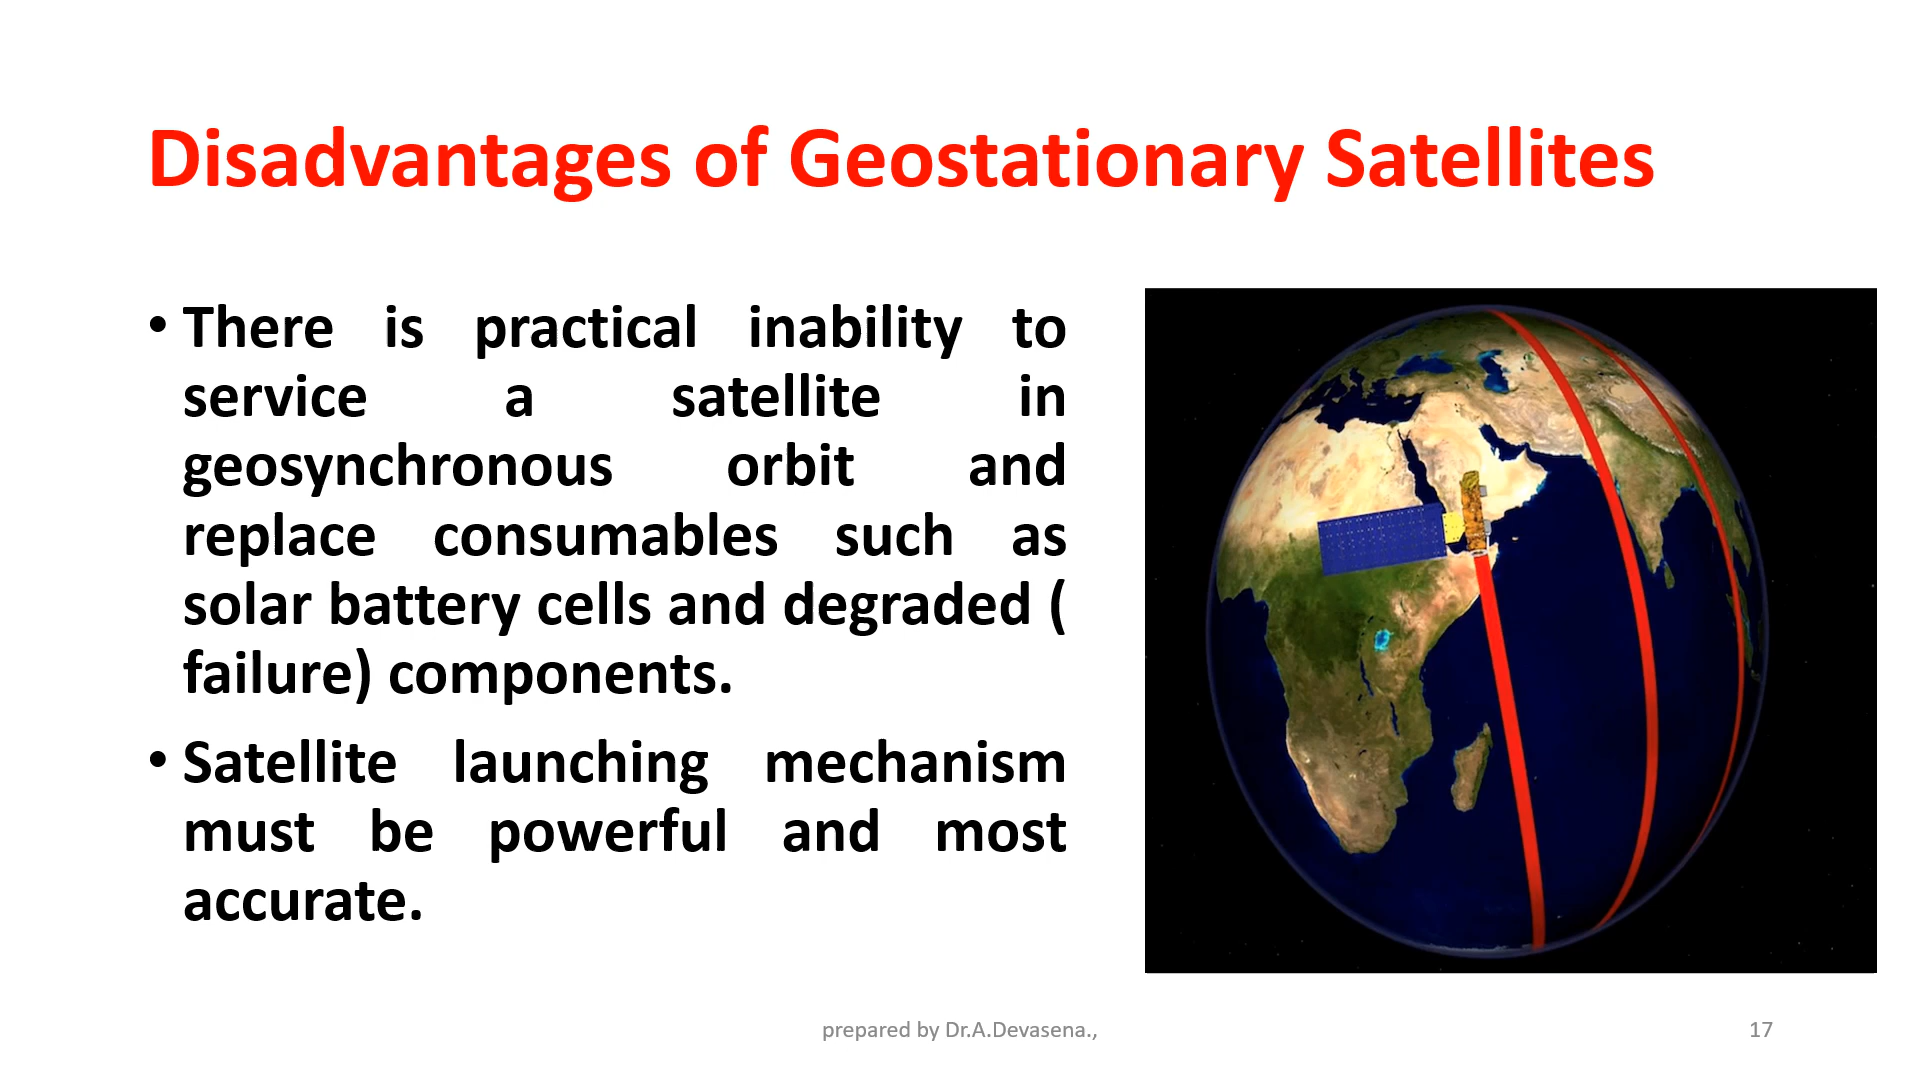 Disadvantages of Geostationary Satellites
• There is practical inability to
service a satellite in
geosynchronous orbit and
replace consumables such as
solar battery cells and degraded (
failure) components.
• Satellite launching mechanism
must be powerful and most
accurate.
prepared by Dr.A.Devasena.,
17